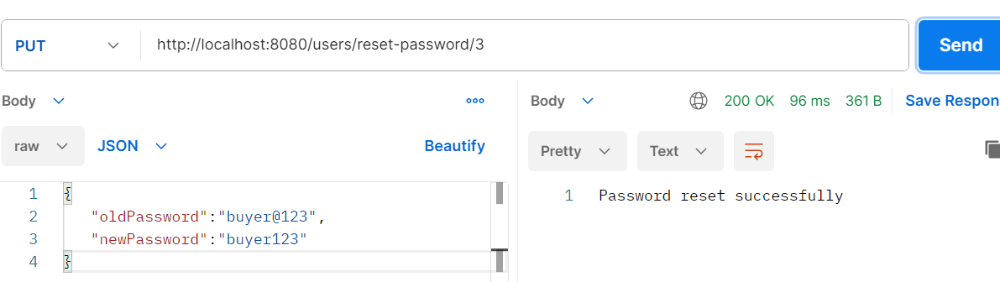 PUT http://localhost:8080/users/reset-password/3 Send
Body
raw JSON Beautify
1 {
2 "oldPassword":"buyer@123",
3 "newPassword":"buyer123"
4 }
Body 200 OK 96 ms 361 B Save Respon
Pretty Text
1 Password reset successfully